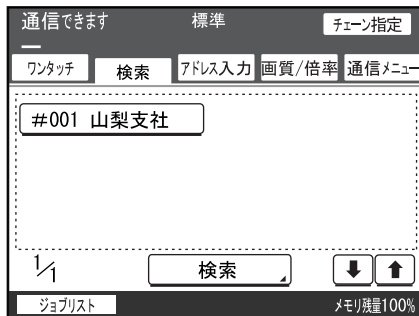 通信できます 標準 チェーン指定
ワンタッチ 検索 アドレス入力 画質/倍率 通信メニュー
#001 山梨支社
1/1 検索
ジョブリスト メモリ残量100%